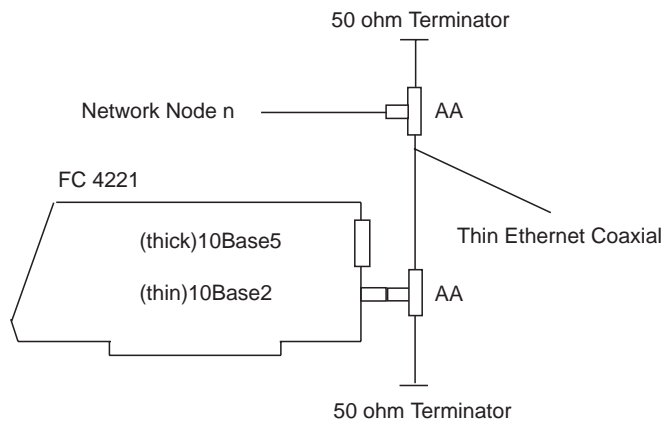 50 ohm Terminator
Network Node n
AA
FC 4221
(thick)10Base5
Thin Ethernet Coaxial
(thin)10Base2
AA
50 ohm Terminator